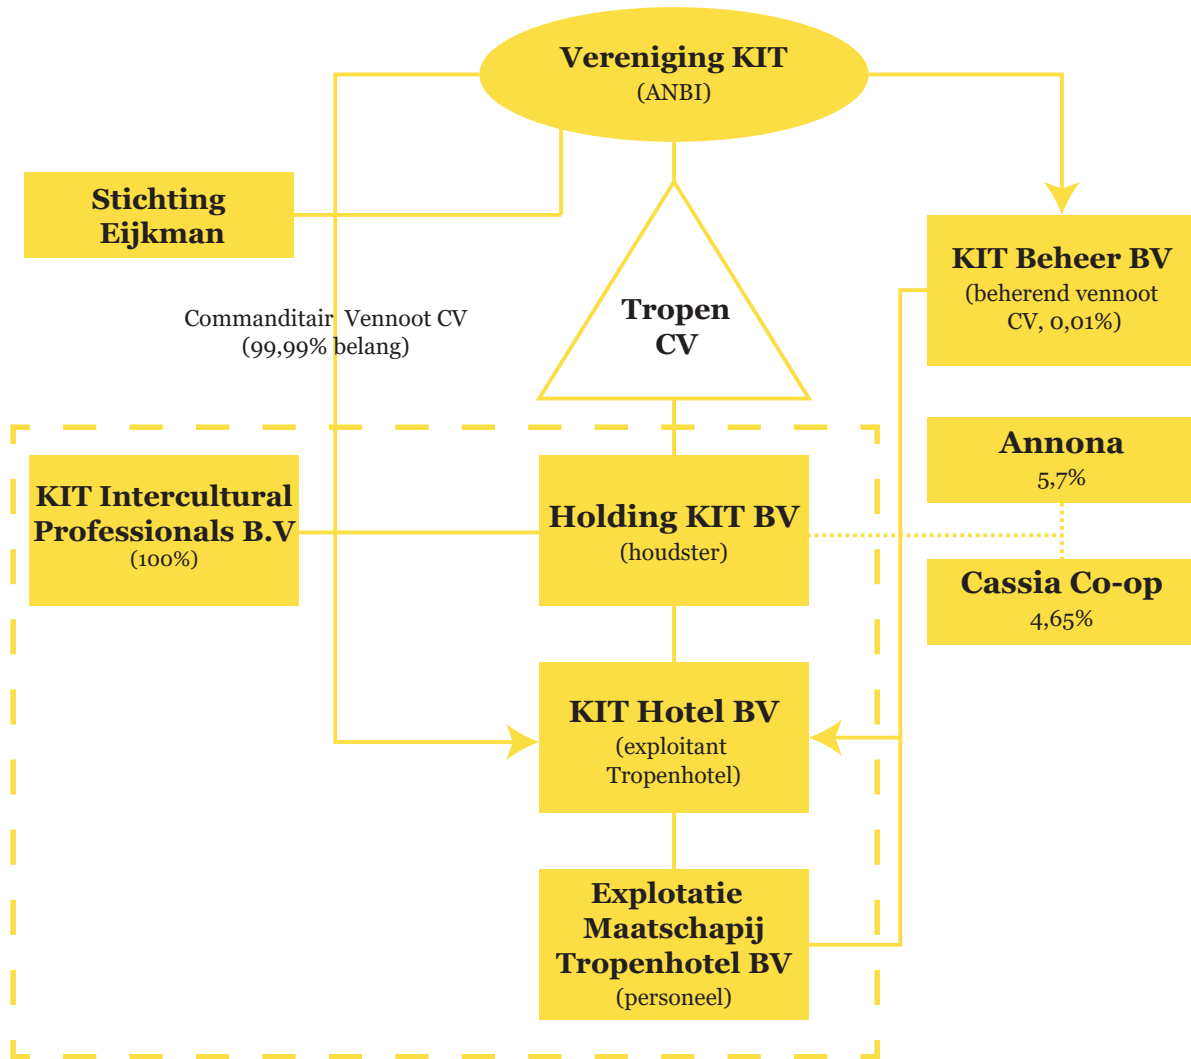 Vereniging KIT
(ANBI)
Stichting
Eijkman
KIT Beheer BV
(beherend vennoot
CV, 0,01%)
Tropen
CV
Commanditair Vennoot CV
(99,99% belang)
Annona
5,7%
KIT Intercultural
Professionals B.V
(100%)
Holding KIT BV
(houdster)
Cassia Co-op
4,65%
KIT Hotel BV
(exploitant
Tropenhotel)
Explotatie
Maatschapij
Tropenhotel BV
(personeel)